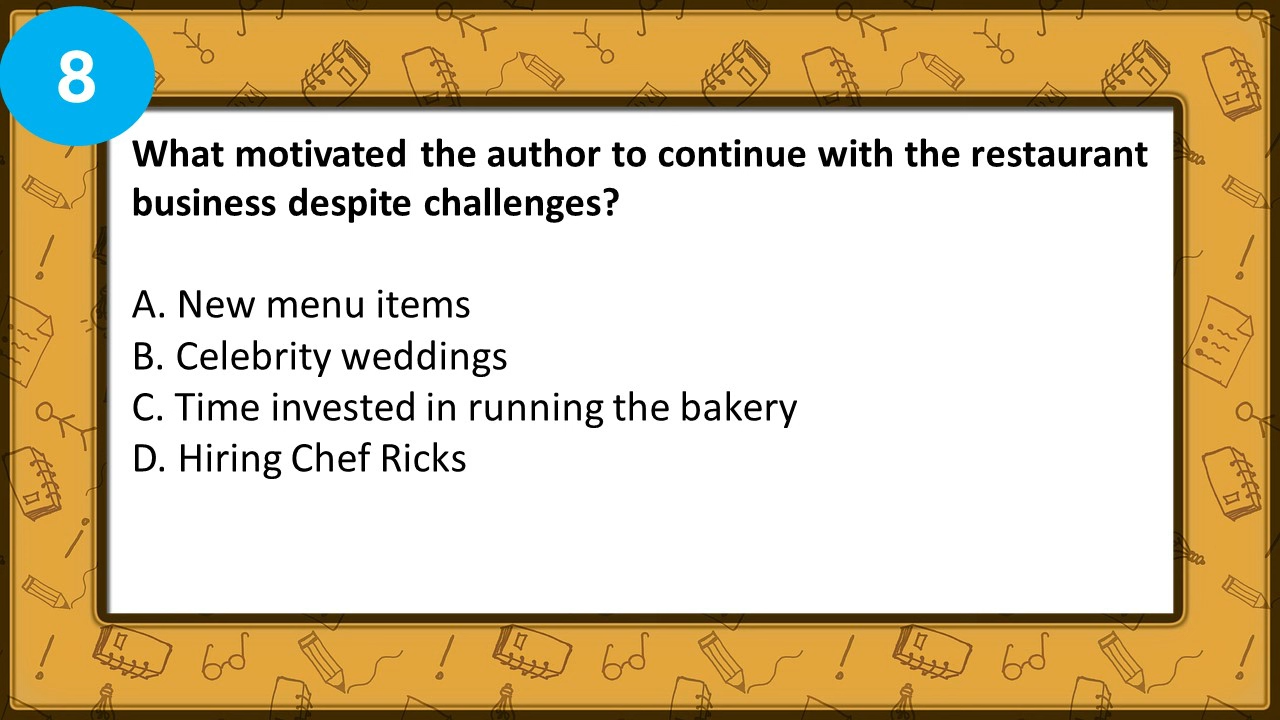 8
What motivated the author to continue with the restaurant
business despite challenges?
A. New menu items
B. Celebrity weddings
C. Time invested in running the bakery
D. Hiring Chef Ricks